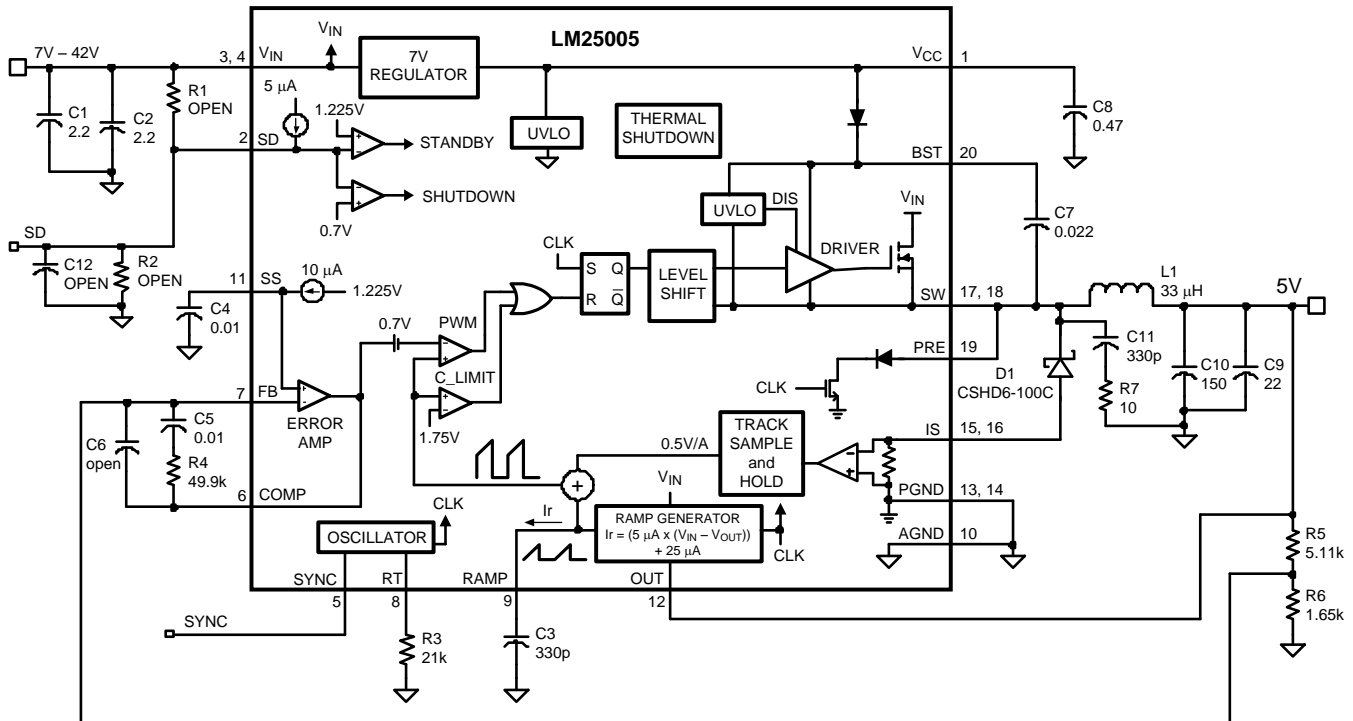 LM25005
7V – 42V
3, 4
VIN
VIN
7V
REGULATOR
VCC
1
C1
2.2
C2
2.2
R1
OPEN
5 µA
1.225V
STANDBY
2
SD
SHUTDOWN
0.7V
UVLO
THERMAL
SHUTDOWN
C8
0.47
BST
20
UVLO
DIS
VIN
DRIVER
C7
0.022
SD
C12
OPEN
R2
OPEN
11
SS
10 µA
1.225V
C4
0.01
CLK
S Q
R Q
LEVEL
SHIFT
SW
17, 18
L1
33 µH
5V
0.7V
PWM
C_LIMIT
1.75V
PRE
19
CLK
C11
330p
R7
10
D1
CSHD6-100C
C10
150
C9
22
7
FB
ERROR
AMP
C6
open
C5
0.01
R4
49.9k
6
COMP
0.5V/A
TRACK
SAMPLE
and
HOLD
IS
15, 16
PGND
13, 14
AGND
10
VIN
CLK
OSCILLATOR
Ir
RAMP GENERATOR
Ir = (5 µA x (VIN – VOUT))
+ 25 µA
CLK
R5
5.11k
R6
1.65k
SYNC
5
RT
8
RAMP
9
OUT
12
SYNC
R3
21k
C3
330p